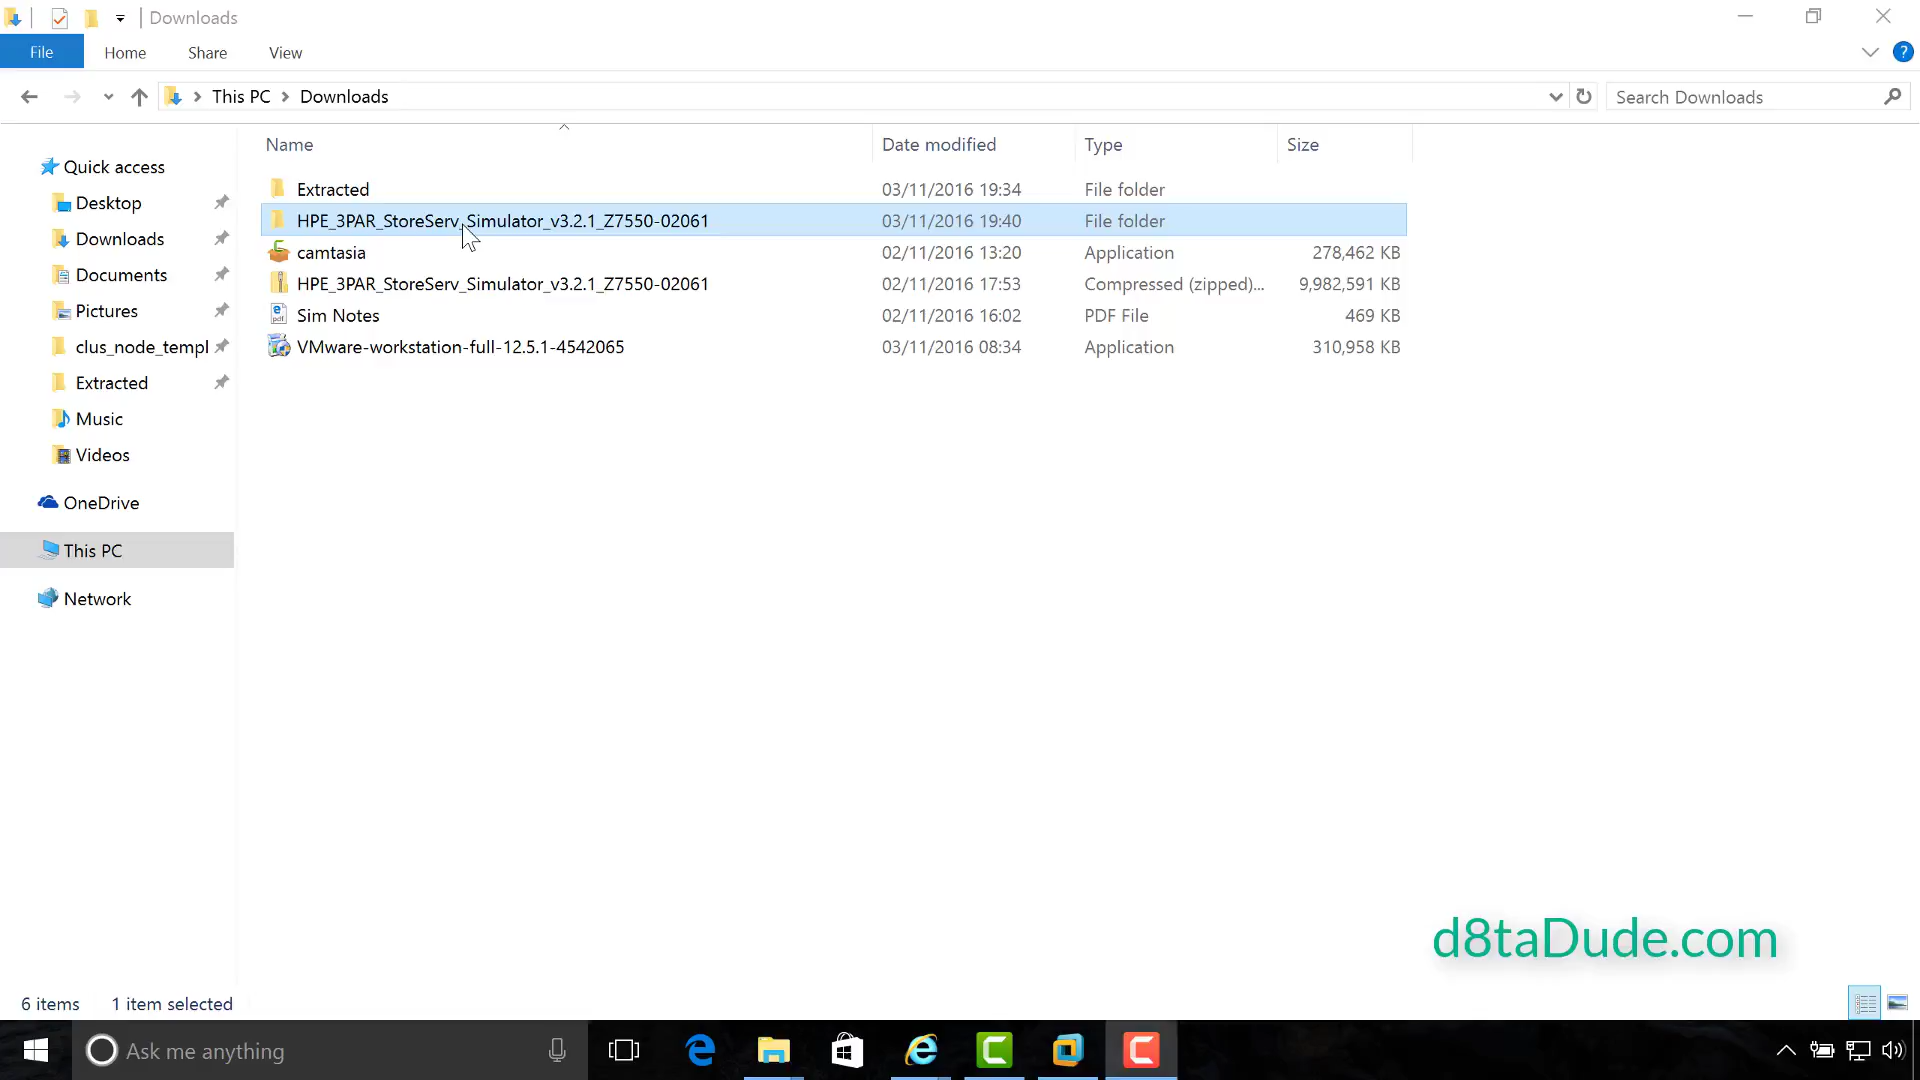 Downloads
File Home Share View
This PC Downloads Search Downloads
Name Date modified Type Size
Quick access
Desktop
Downloads
Documents
Pictures
clus_node_templ
Extracted
Music
Videos
OneDrive
This PC
Network
Extracted 03/11/2016 19:34 File folder
HPE_3PAR_StoreServ_Simulator_v3.2.1_Z7550-02061 03/11/2016 19:40 File folder
camtasia 02/11/2016 13:20 Application 278,462 KB
HPE_3PAR_StoreServ_Simulator_v3.2.1_Z7550-02061 02/11/2016 17:53 Compressed (zipped)... 9,982,591 KB
Sim Notes 02/11/2016 16:02 PDF File 469 KB
VMware-workstation-full-12.5.1-4542065 03/11/2016 08:34 Application 310,958 KB
d8taDude.com
6 items 1 item selected
Ask me anything